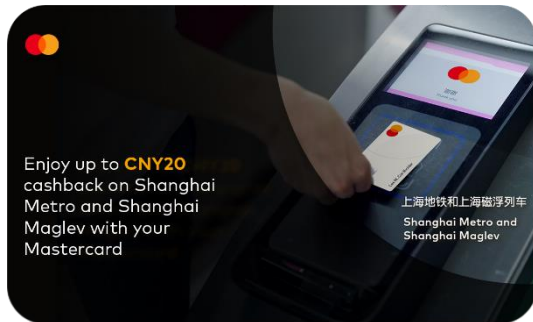 Enjoy up to CNY20
cashback on Shanghai
Metro and Shanghai
Maglev with your
Mastercard
上海地铁和上海磁浮列车
Shanghai Metro and
Shanghai Maglev